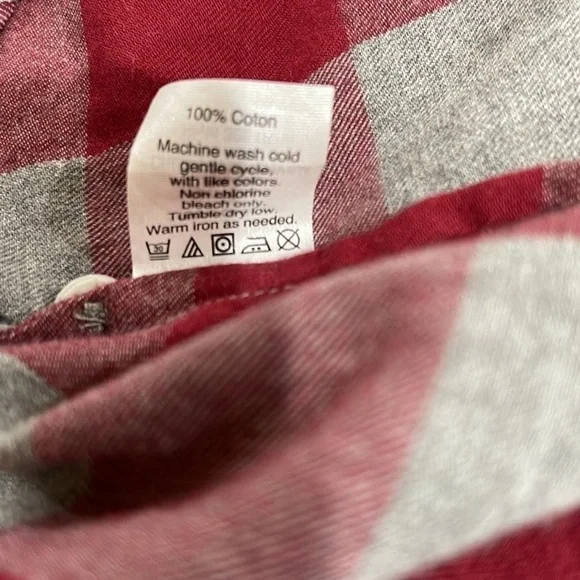 100% Coton
Machine wash cold
gentle cycle,
with like colors.
Non chlorine
bleach only.
Tumble dry low.
Warm iron as needed.
30